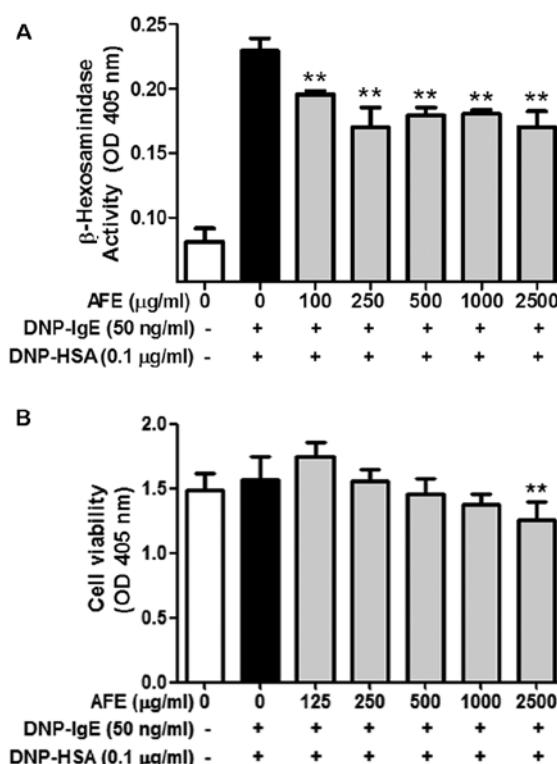 A
0.25
0.20
0.15
0.10
β-Hexosaminidase
Activity (OD 405 nm)
** ** ** ** **
AFE (μg/ml) 0 0 100 250 500 1000 2500
DNP-IgE (50 ng/ml) - + + + + + +
DNP-HSA (0.1 μg/ml) - + + + + + +
B
2.0
1.5
1.0
0.5
0.0
Cell viability
(OD 405 nm)
**
AFE (μg/ml) 0 0 125 250 500 1000 2500
DNP-IgE (50 ng/ml) - + + + + + +
DNP-HSA (0.1 μg/ml) - + + + + + +